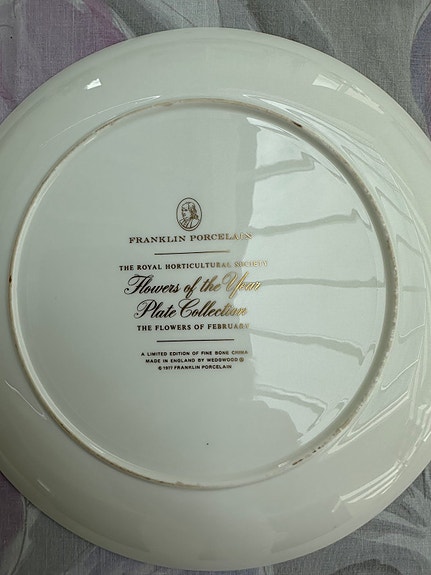 FRANKLIN PORCELAIN
THE ROYAL HORTICULTURAL SOCIETY
Flowers of the Year
Plate Collection
THE FLOWERS OF FEBRUARY
A LIMITED EDITION OF FINE BONE CHINA
MADE IN ENGLAND BY WEDGWOOD ®
© 1977 FRANKLIN PORCELAIN